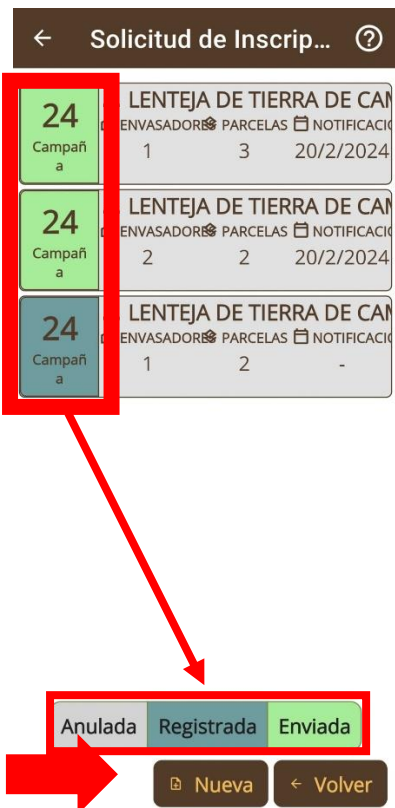 Solicitud de Inscrip...
24 LENTEJA DE TIERRA DE CAM
ENVASADORES PARCELAS NOTIFICACIO
Campañ
a
1 3 20/2/2024
24 LENTEJA DE TIERRA DE CAM
ENVASADORES PARCELAS NOTIFICACIO
Campañ
a
2 2 20/2/2024
24 LENTEJA DE TIERRA DE CAM
ENVASADORES PARCELAS NOTIFICACIO
Campañ
a
1 2 -
Anulada Registrada Enviada
Nueva Volver